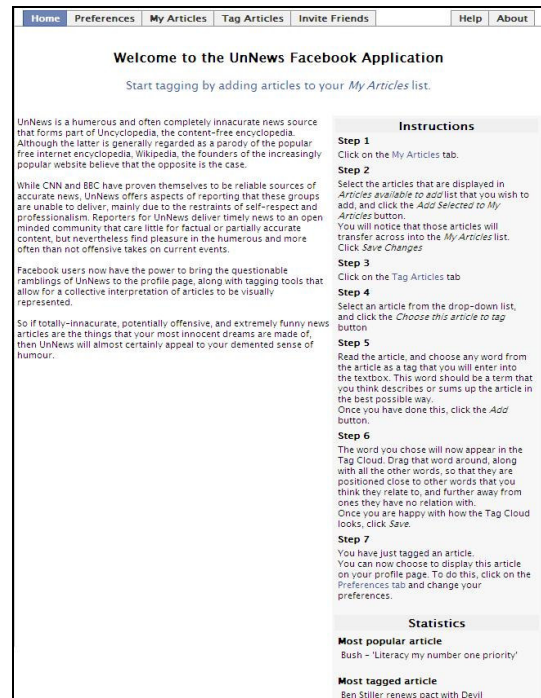 Home Preferences My Articles Tag Articles Invite Friends Help About
Welcome to the UnNews Facebook Application
Start tagging by adding articles to your My Articles list.
UnNews is a humerous and often completely innacurate news source
that forms part of Uncyclopedia, the content-free encyclopedia.
Although the latter is generally regarded as a parody of the popular
free internet encyclopedia, Wikipedia, the founders of the increasingly
popular website believe that the opposite is the case.
While CNN and BBC have proven themselves to be reliable sources of
accurate news, UnNews offers aspects of reporting that these groups
are unable to deliver, mainly due to the restraints of self-respect and
professionalism. Reporters for UnNews deliver timely news to an open
minded community that care little for factual or partially accurate
content, but nevertheless find pleasure in the humerous and more
often than not offensive takes on current events.
Facebook users now have the power to bring the questionable
ramblings of UnNews to the profile page, along with tagging tools that
allow for a collective interpretation of articles to be visually
represented.
So if totally-innacurate, potentially offensive, and extremely funny news
articles are the things that your most innocent dreams are made of,
then UnNews will almost certainly appeal to your demented sense of
humour.
Instructions
Step 1
Click on the My Articles tab.
Step 2
Select the articles that are displayed in
Articles available to add list that you wish to
add, and click the Add Selected to My
Articles button.
You will notice that those articles will
transfer across into the My Articles list.
Click Save Changes
Step 3
Click on the Tag Articles tab
Step 4
Select an article from the drop-down list,
and click the Choose this article to tag
button
Step 5
Read the article, and choose any word from
the article as a tag that you will enter into
the textbox. This word should be a term that
you think describes or sums up the article in
the best possible way.
Once you have done this, click the Add
button.
Step 6
The word you chose will now appear in the
Tag Cloud. Drag that word around, along
with all the other words, so that they are
positioned close to other words that you
think they relate to, and further away from
ones they have no relation with.
Once you are happy with how the Tag Cloud
looks, click Save.
Step 7
You have just tagged an article.
You can now choose to display this article
on your profile page. To do this, click on the
Preferences tab and change your
preferences.
Statistics
Most popular article
Bush - 'Literacy my number one priority'
Most tagged article
Ben Stiller renews pact with Devil